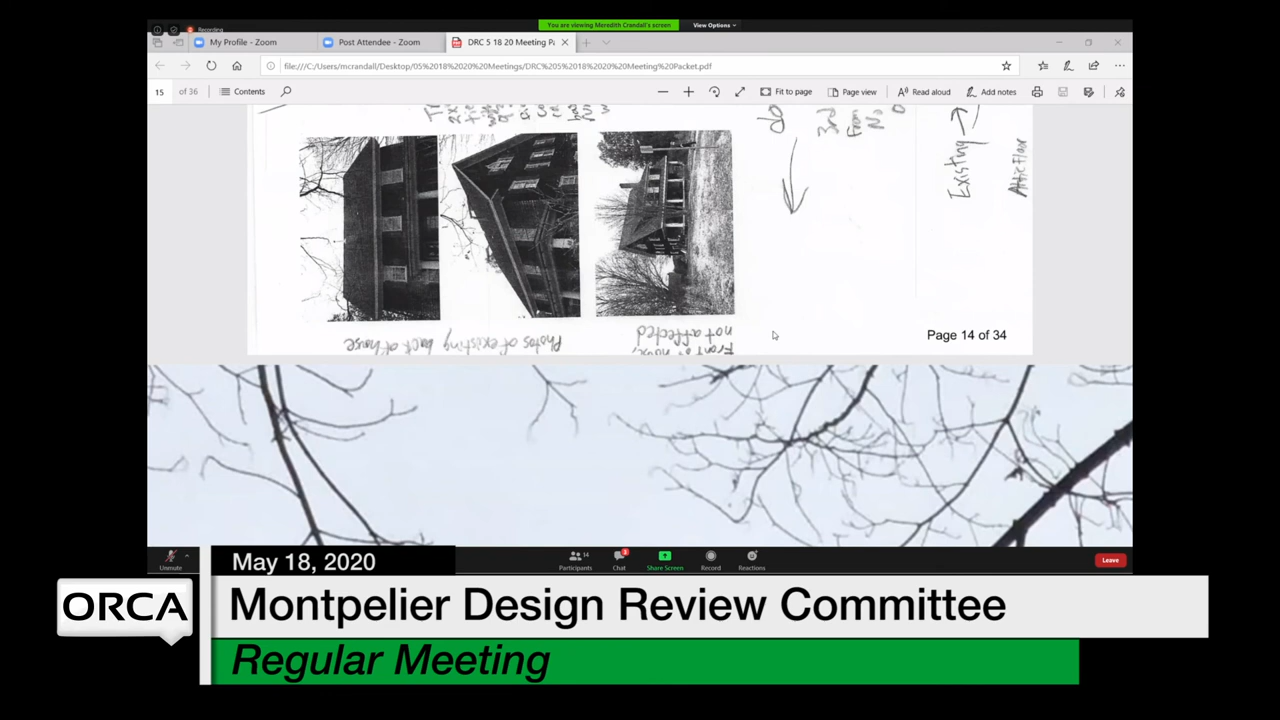 Recording
You are viewing Meredith Crandall's screen
View Options
My Profile - Zoom
Post Attendee - Zoom
DRC 5 18 20 Meeting Pa
file:///C:/Users/mcrandall/Desktop/05%2018%2020%20Meetings/DRC%205%2018%2020%20Meeting%20Packet.pdf
15 of 36
Contents
Fit to page
Page view
Read aloud
Add notes
3rd
From
Existing
Attic Floor
Photos of existing back of house
Front of house,
not affected
Page 14 of 34
Unmute
14
Participants
Chat
Share Screen
Record
Reactions
Leave
May 18, 2020
ORCA
Montpelier Design Review Committee
Regular Meeting